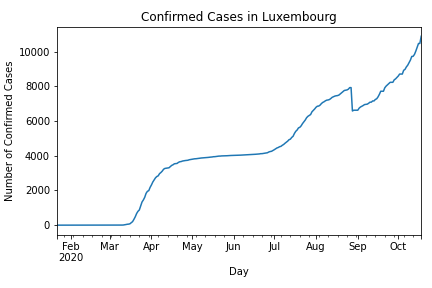 Confirmed Cases in Luxembourg
Number of Confirmed Cases
10000
8000
6000
4000
2000
0
Feb Mar Apr May Jun Jul Aug Sep Oct
2020
Day